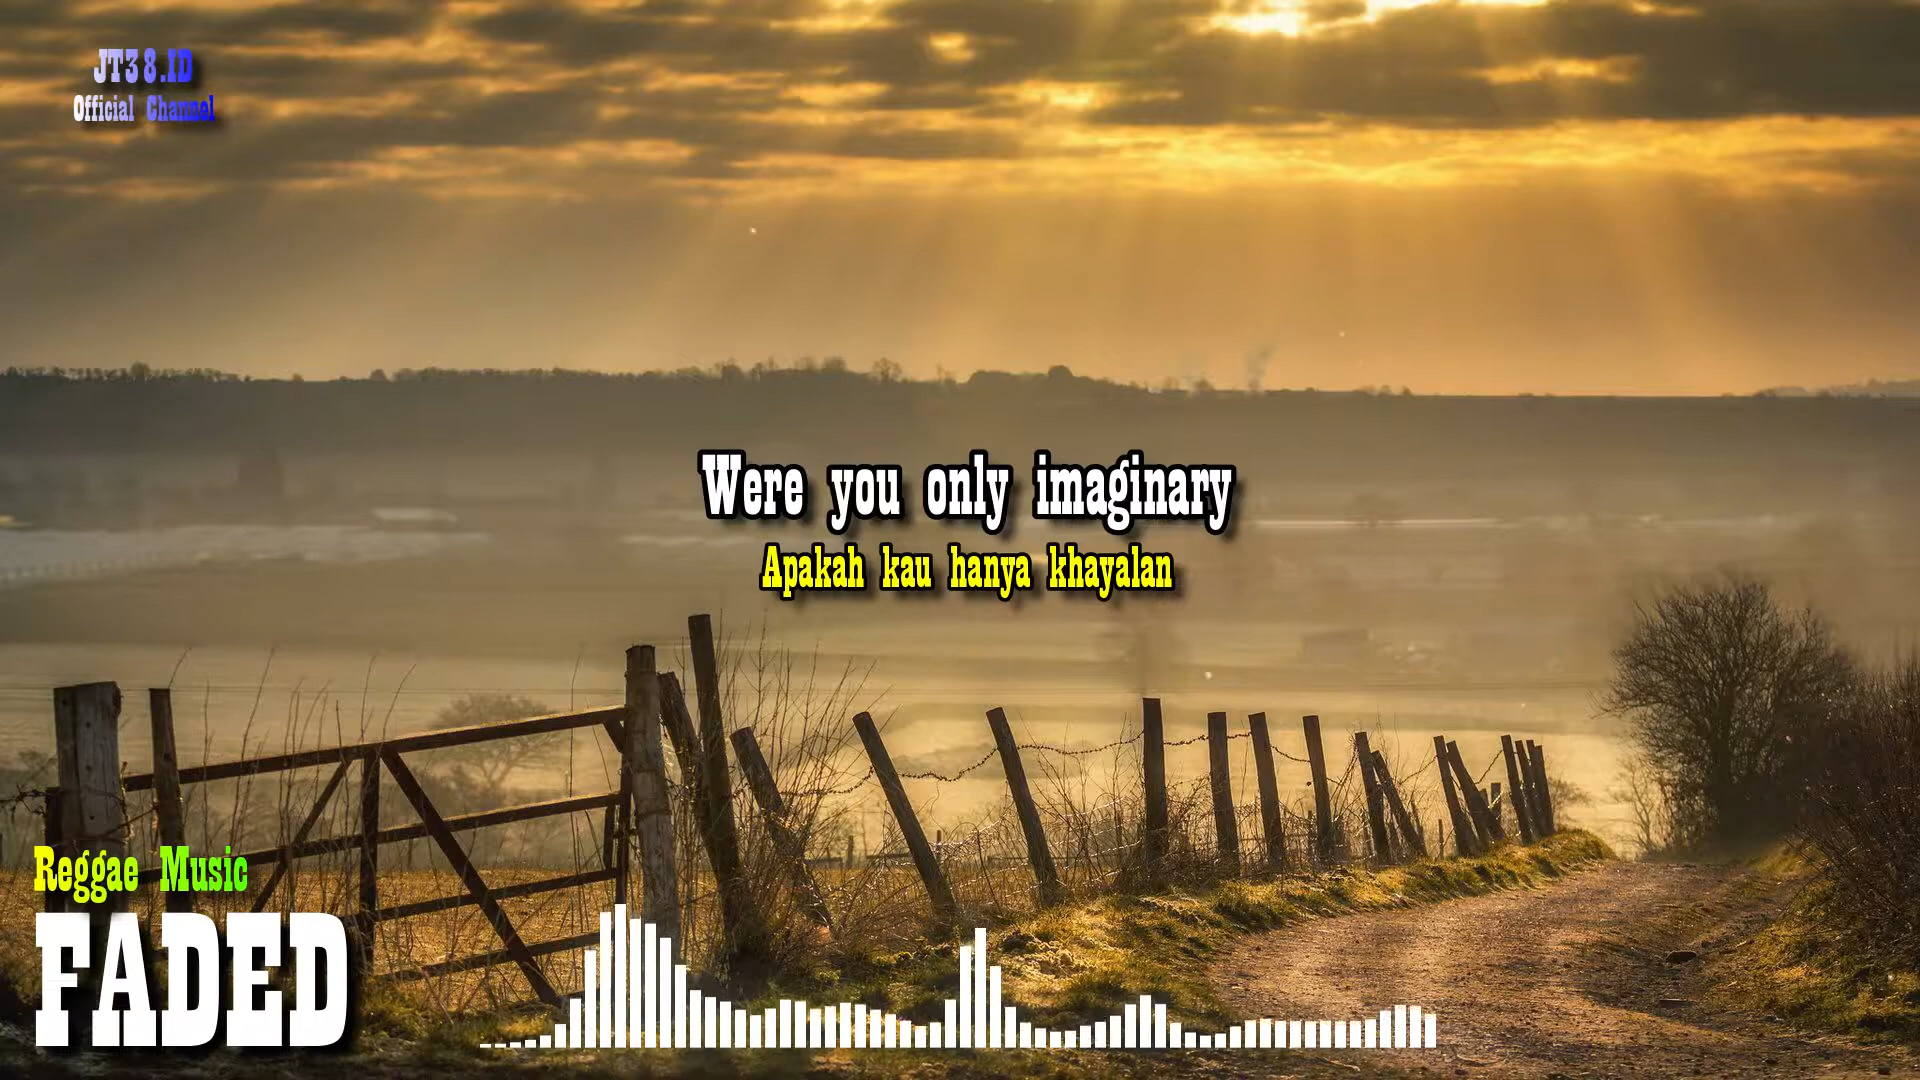 JT38.ID
Official Channel
Were you only imaginary
Apakah kau hanya khayalan
Reggae Music
FADED